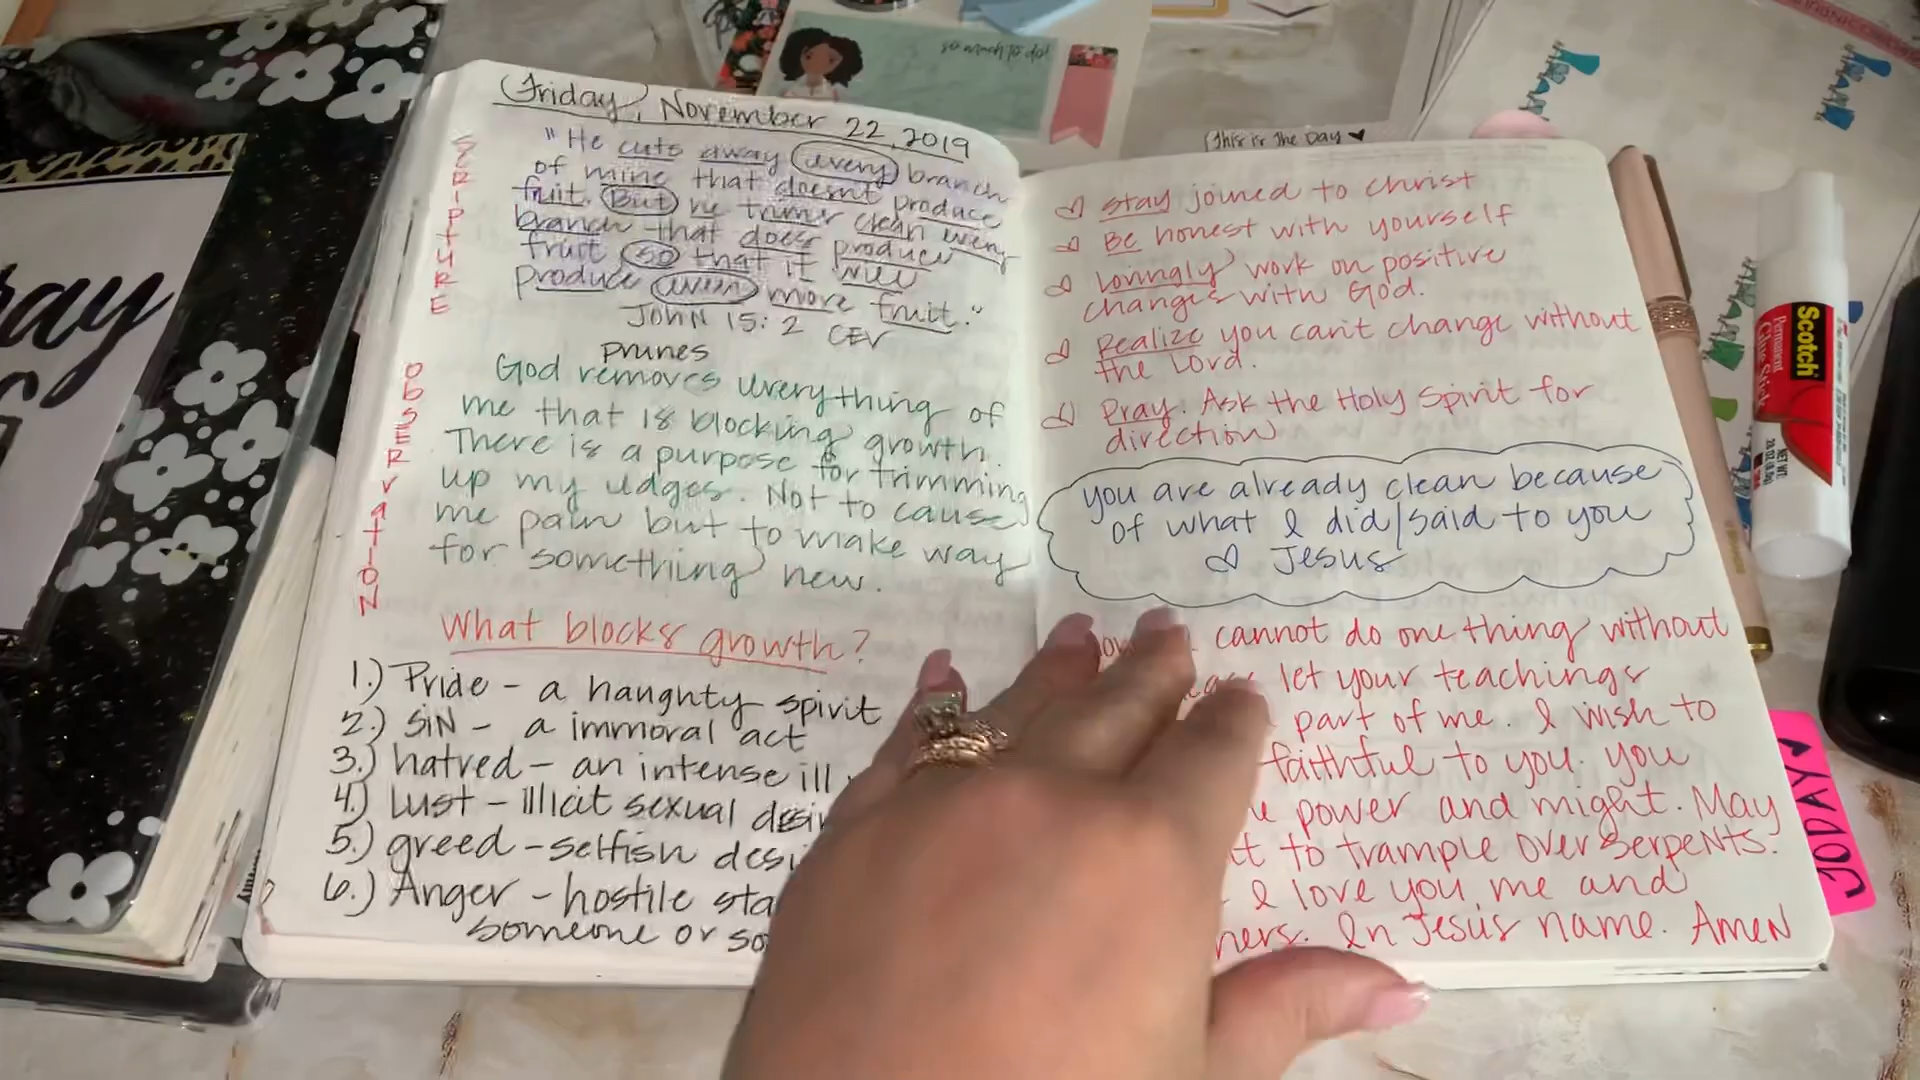 Friday, November 22, 2019
SCRIPTURE
"He cuts away every branch
of mine that doesnt produce
fruit. But he trims clean every
branch that does produce
fruit so that it will
produce even more fruit."
JOHN 15:2 CEV
OBSERVATION
prunes
God removes everything of
me that is blocking growth.
There is a purpose for trimming
up my edges. Not to cause
me pain but to make way
for something new.
What blocks growth?
1.) Pride - a haughty spirit
2.) SiN - a immoral act
3.) hatred - an intense ill
4.) Lust - illicit sexual desir
5.) greed - selfish desi
6.) Anger - hostile sta
someone or so
This is The Day
stay joined to Christ
Be honest with yourself
Lovingly work on positive
changes with God.
Realize you can't change without
the Lord.
Pray. Ask the Holy Spirit for
direction
you are already clean because
of what I did/said to you
Jesus
cannot do one thing without
let your teachings
part of me. I wish to
faithful to you. you
power and might. May
to trample over SerpeNts.
I love you, me and
hers. In Jesus name. AmeN
TODAY
so much to do!
ay
Scotch
Permanent
Glue Stick